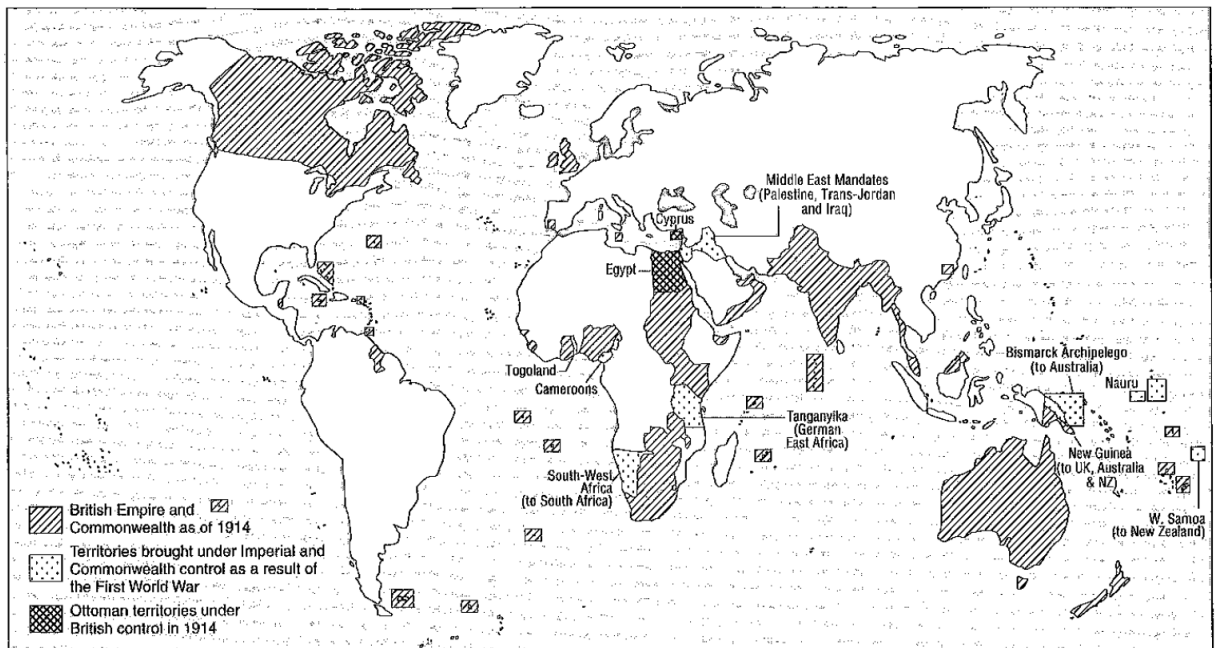 Middle East Mandates
(Palestine, Trans-Jordan
and Iraq)
Cyprus
Egypt
Togoland
Cameroons
Tanganyika
(German
East Africa)
South-West
Africa
(to South Africa)
Bismarck Archipelego
(to Australia)
Nauru
New Guinea
(to UK, Australia
& NZ)
W. Samoa
(to New Zealand)
British Empire and
Commonwealth as of 1914
Territories brought under Imperial and
Commonwealth control as a result of
the First World War
Ottoman territories under
British control in 1914